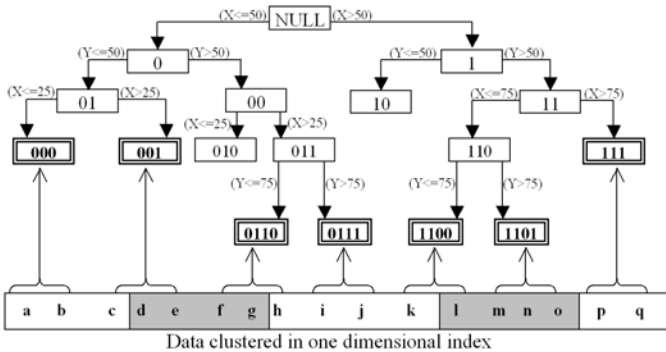 (X<=50) NULL (X>50)
(Y<=50) 0 (Y>50) (Y<=50) 1 (Y>50)
(X<=25) 01 (X>25) 00 10 (X<=75) 11 (X>75)
(X<=25) (X>25)
000 001 010 011 110 111
(Y<=75) (Y>75) (Y<=75) (Y>75)
0110 0111 1100 1101
a b c d e f g h i j k l m n o p q
Data clustered in one dimensional index